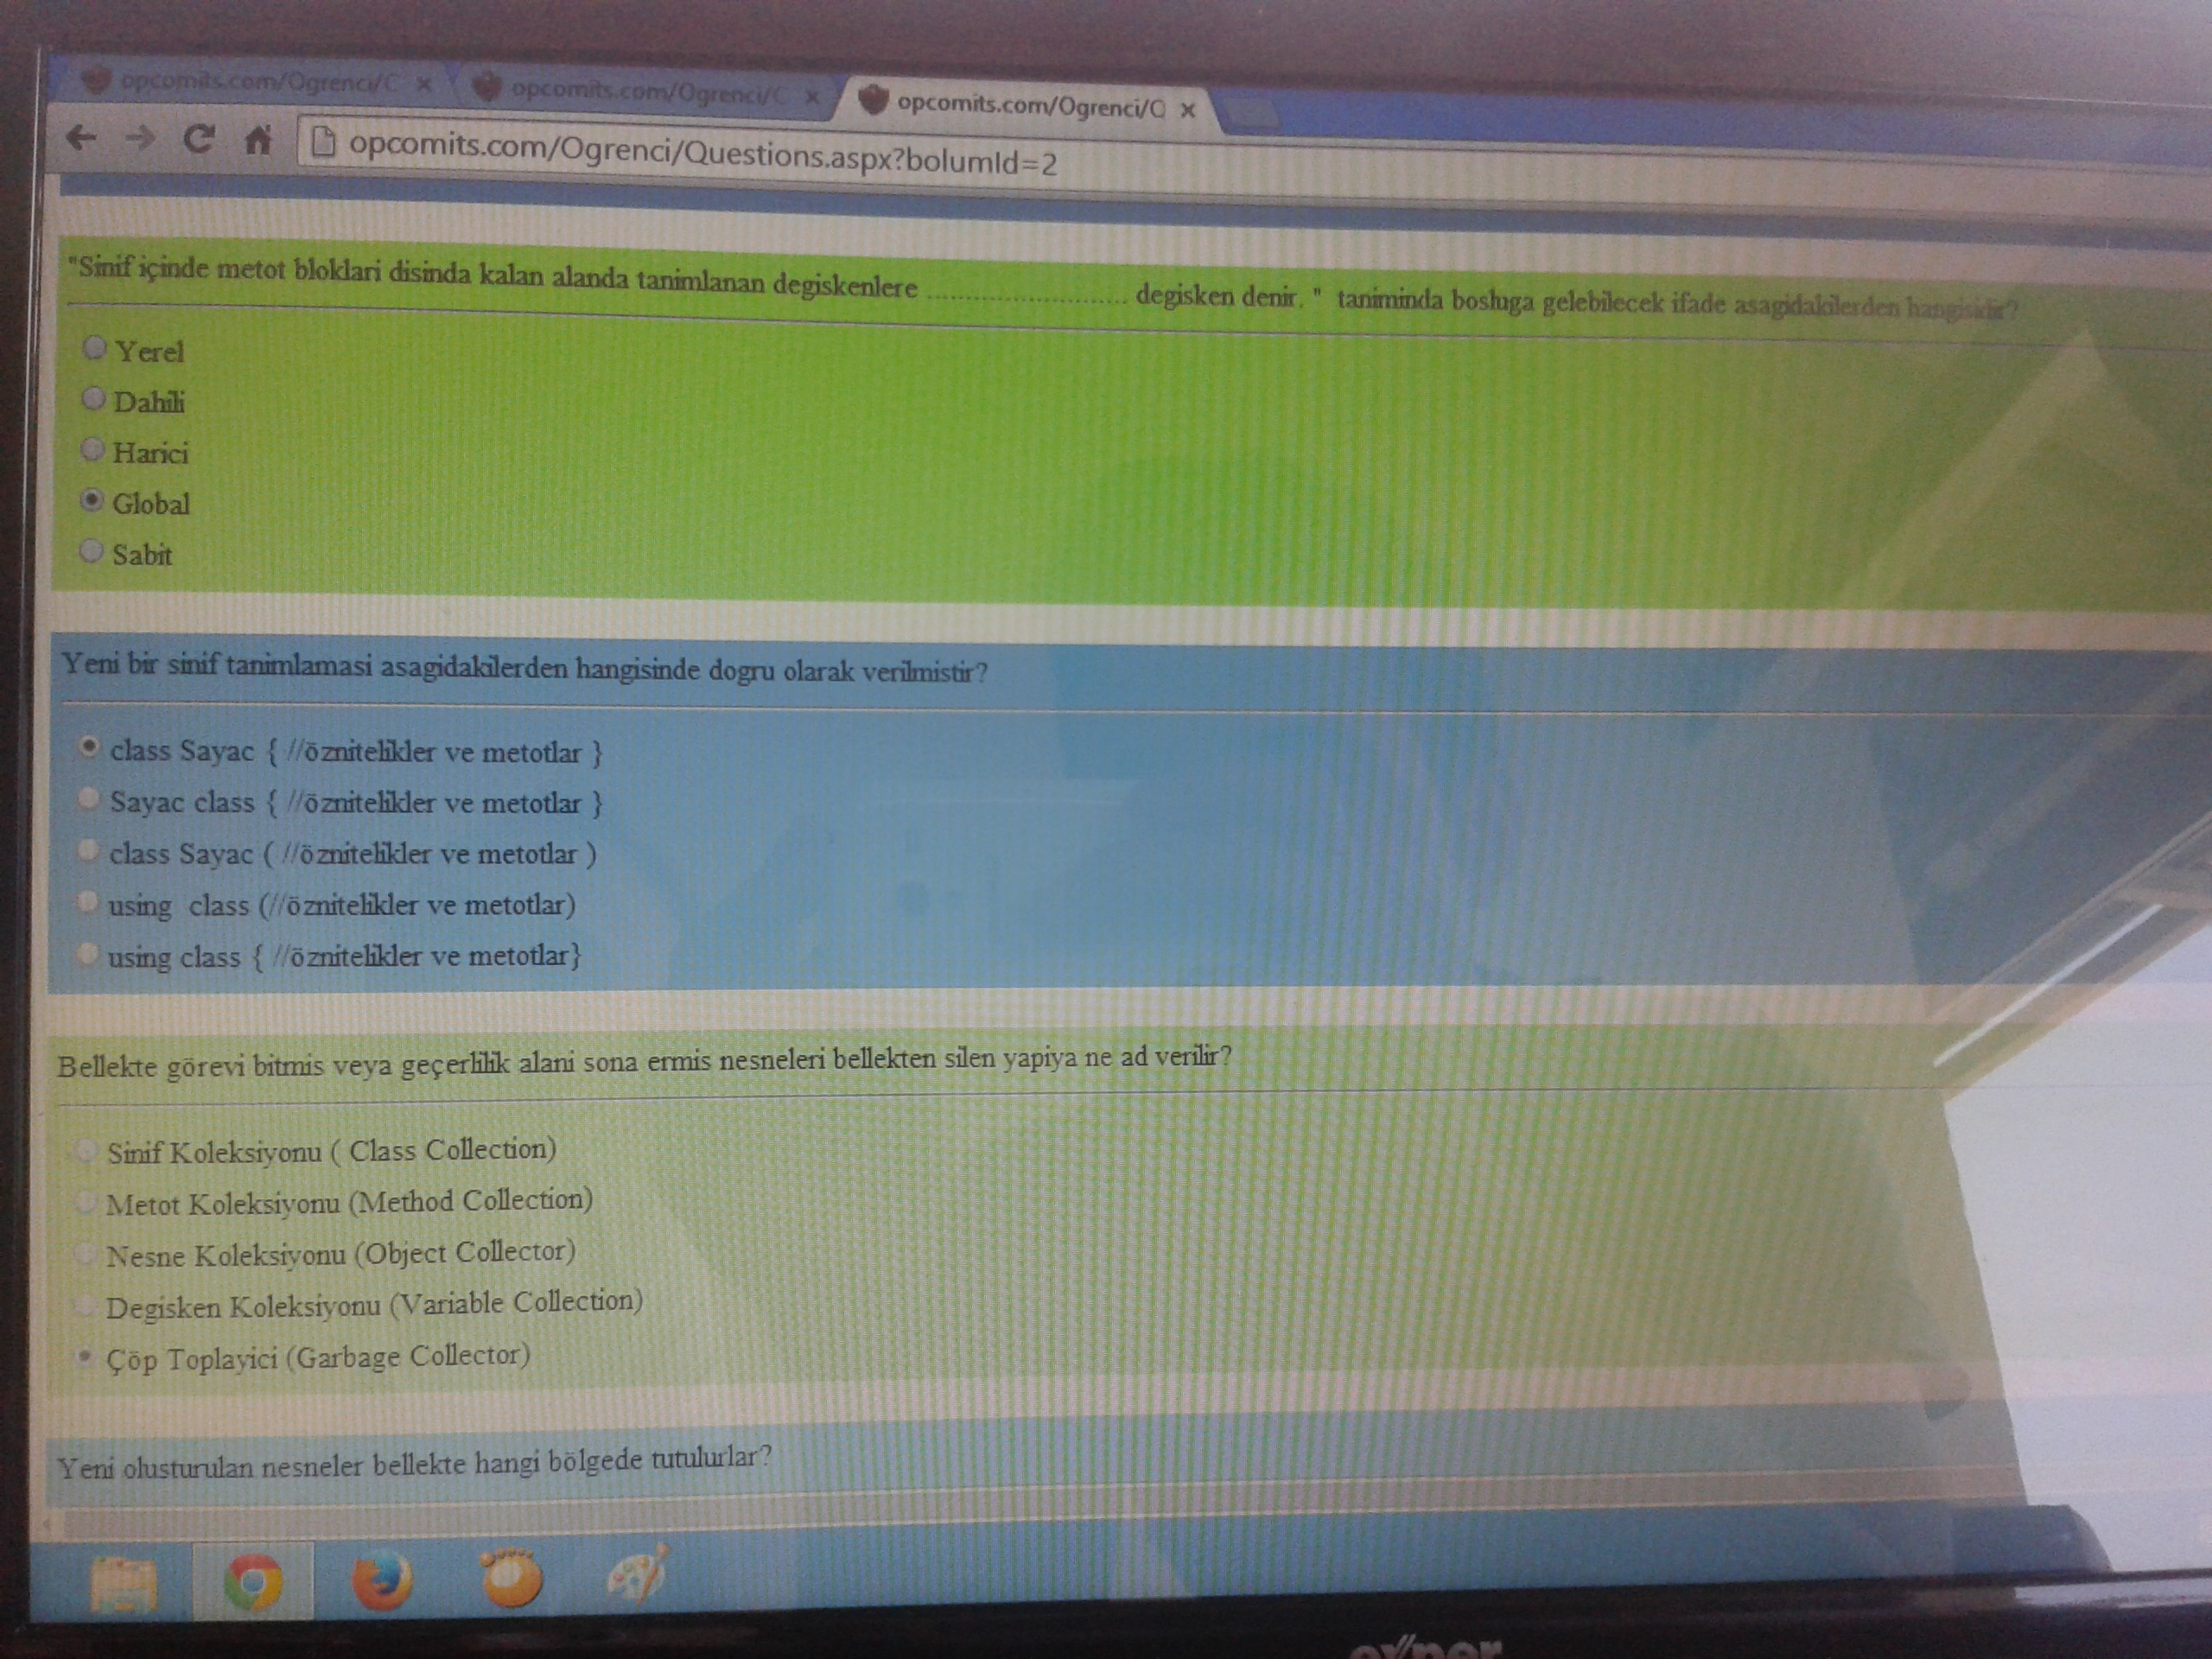 opcomits.com/Ogrenci/C
opcomits.com/Ogrenci/C
opcomits.com/Ogrenci/Q
opcomits.com/Ogrenci/Questions.aspx?bolumId=2
"Sinif içinde metot bloklari disinda kalan alanda tanimlanan degiskenlere ........................... degisken denir. " taniminda bosluga gelebilecek ifade asagidakilerden hangisidir?
Yerel
Dahili
Harici
Global
Sabit
Yeni bir sinif tanimlamasi asagidakilerden hangisinde dogru olarak verilmistir?
class Sayac { //öznitelikler ve metotlar }
Sayac class { //öznitelikler ve metotlar }
class Sayac ( //öznitelikler ve metotlar )
using class (//öznitelikler ve metotlar)
using class { //öznitelikler ve metotlar}
Bellekte görevi bitmis veya geçerlilik alani sona ermis nesneleri bellekten silen yapiya ne ad verilir?
Sinif Koleksiyonu ( Class Collection)
Metot Koleksiyonu (Method Collection)
Nesne Koleksiyonu (Object Collector)
Degisken Koleksiyonu (Variable Collection)
Çöp Toplayici (Garbage Collector)
Yeni olusturulan nesneler bellekte hangi bölgede tutulurlar?